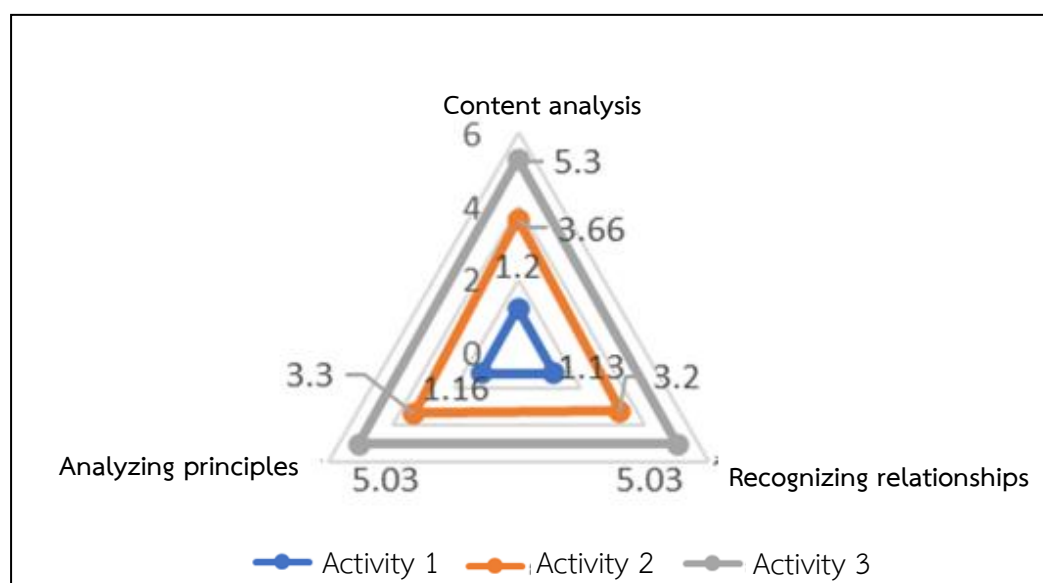 Content analysis
6
5.3
4
3.66
1.2
2
0
1.13
3.2
3.3
1.16
Analyzing principles
5.03
5.03
Recognizing relationships
Activity 1
Activity 2
Activity 3